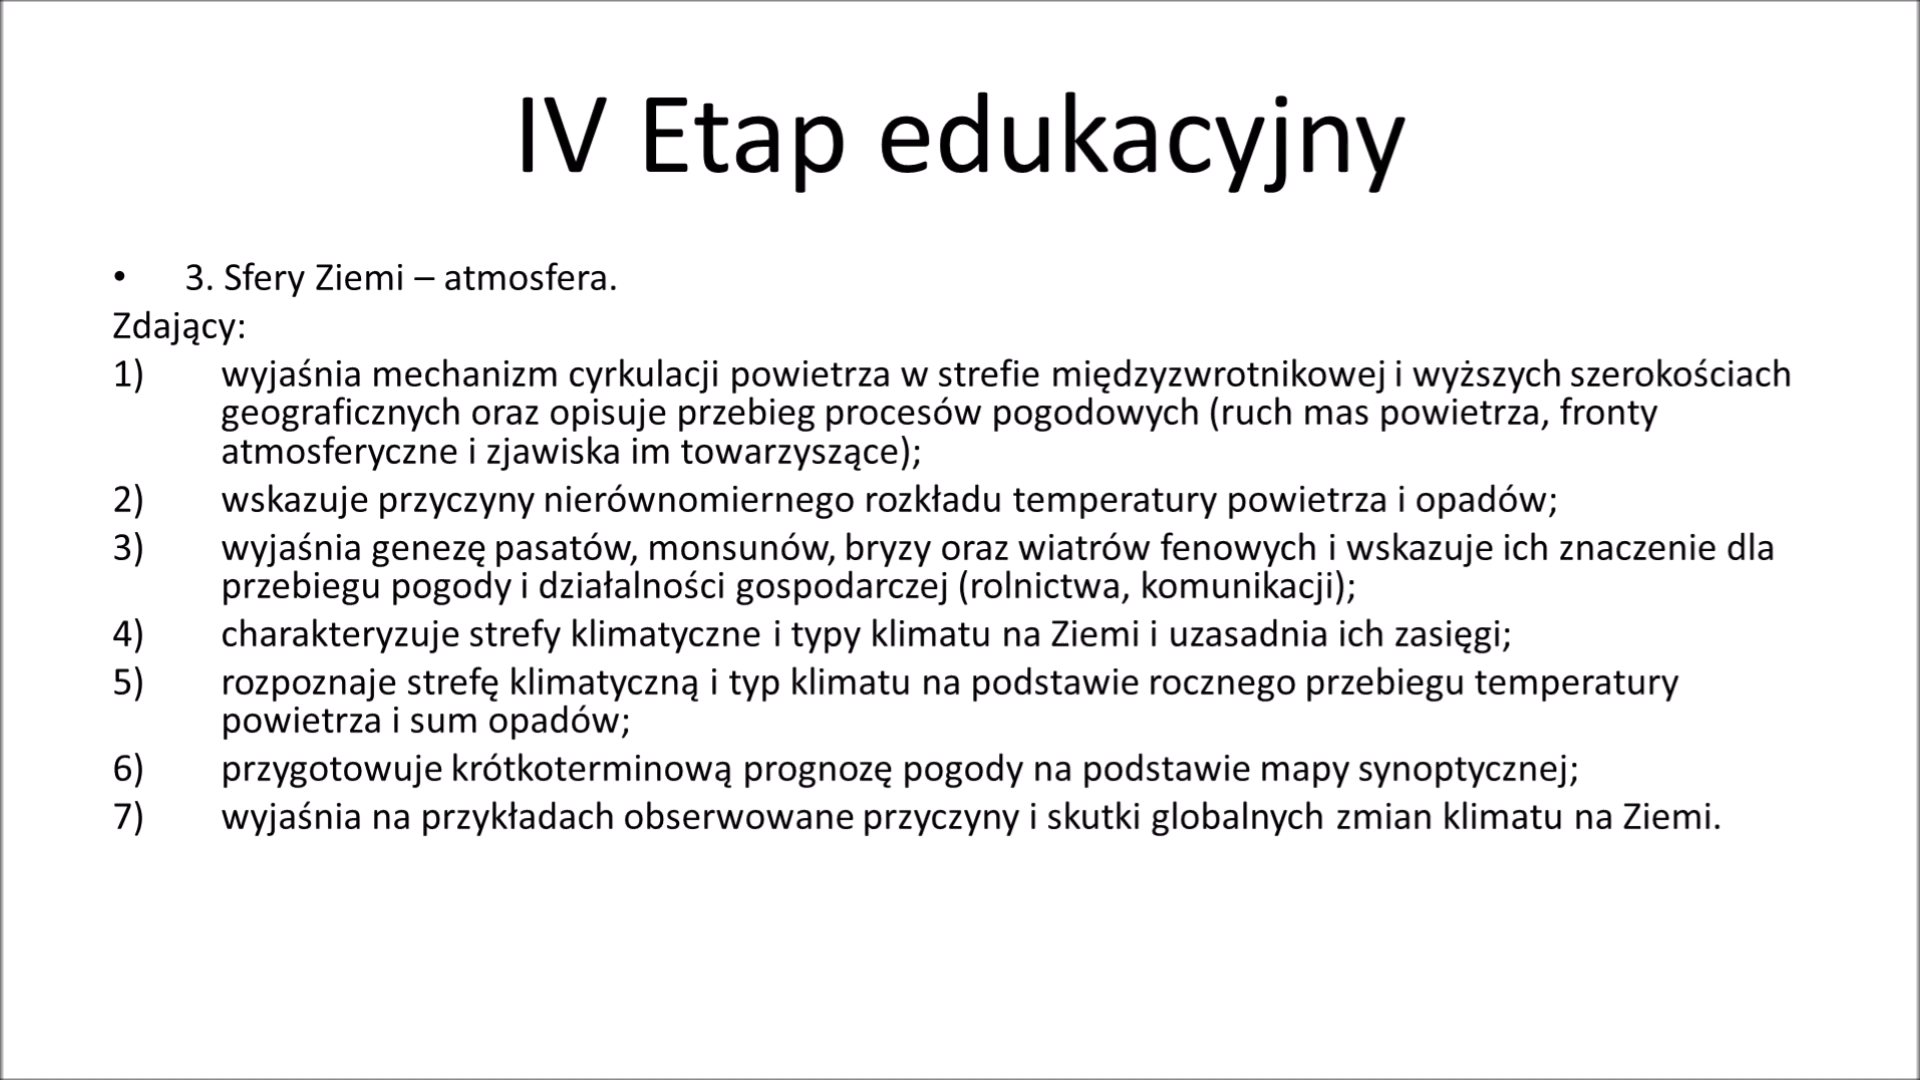 IV Etap edukacyjny
• 3. Sfery Ziemi – atmosfera.
Zdający:
1) wyjaśnia mechanizm cyrkulacji powietrza w strefie międzyzwrotnikowej i wyższych szerokościach
geograficznych oraz opisuje przebieg procesów pogodowych (ruch mas powietrza, fronty
atmosferyczne i zjawiska im towarzyszące);
2) wskazuje przyczyny nierównomiernego rozkładu temperatury powietrza i opadów;
3) wyjaśnia genezę pasatów, monsunów, bryzy oraz wiatrów fenowych i wskazuje ich znaczenie dla
przebiegu pogody i działalności gospodarczej (rolnictwa, komunikacji);
4) charakteryzuje strefy klimatyczne i typy klimatu na Ziemi i uzasadnia ich zasięgi;
5) rozpoznaje strefę klimatyczną i typ klimatu na podstawie rocznego przebiegu temperatury
powietrza i sum opadów;
6) przygotowuje krótkoterminową prognozę pogody na podstawie mapy synoptycznej;
7) wyjaśnia na przykładach obserwowane przyczyny i skutki globalnych zmian klimatu na Ziemi.